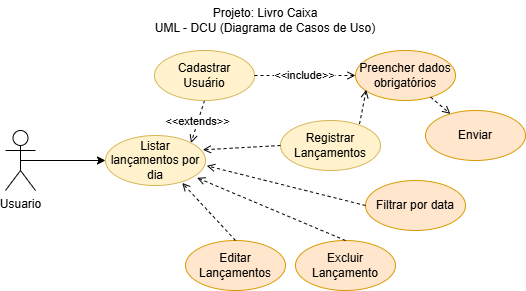 Projeto: Livro Caixa
UML - DCU (Diagrama de Casos de Uso)
Cadastrar
Usuário
<<include>>
Preencher dados
obrigatórios
<<extends>>
Enviar
Listar
lançamentos por
dia
Registrar
Lançamentos
Usuario
Filtrar por data
Editar
Lançamentos
Excluir
Lançamento